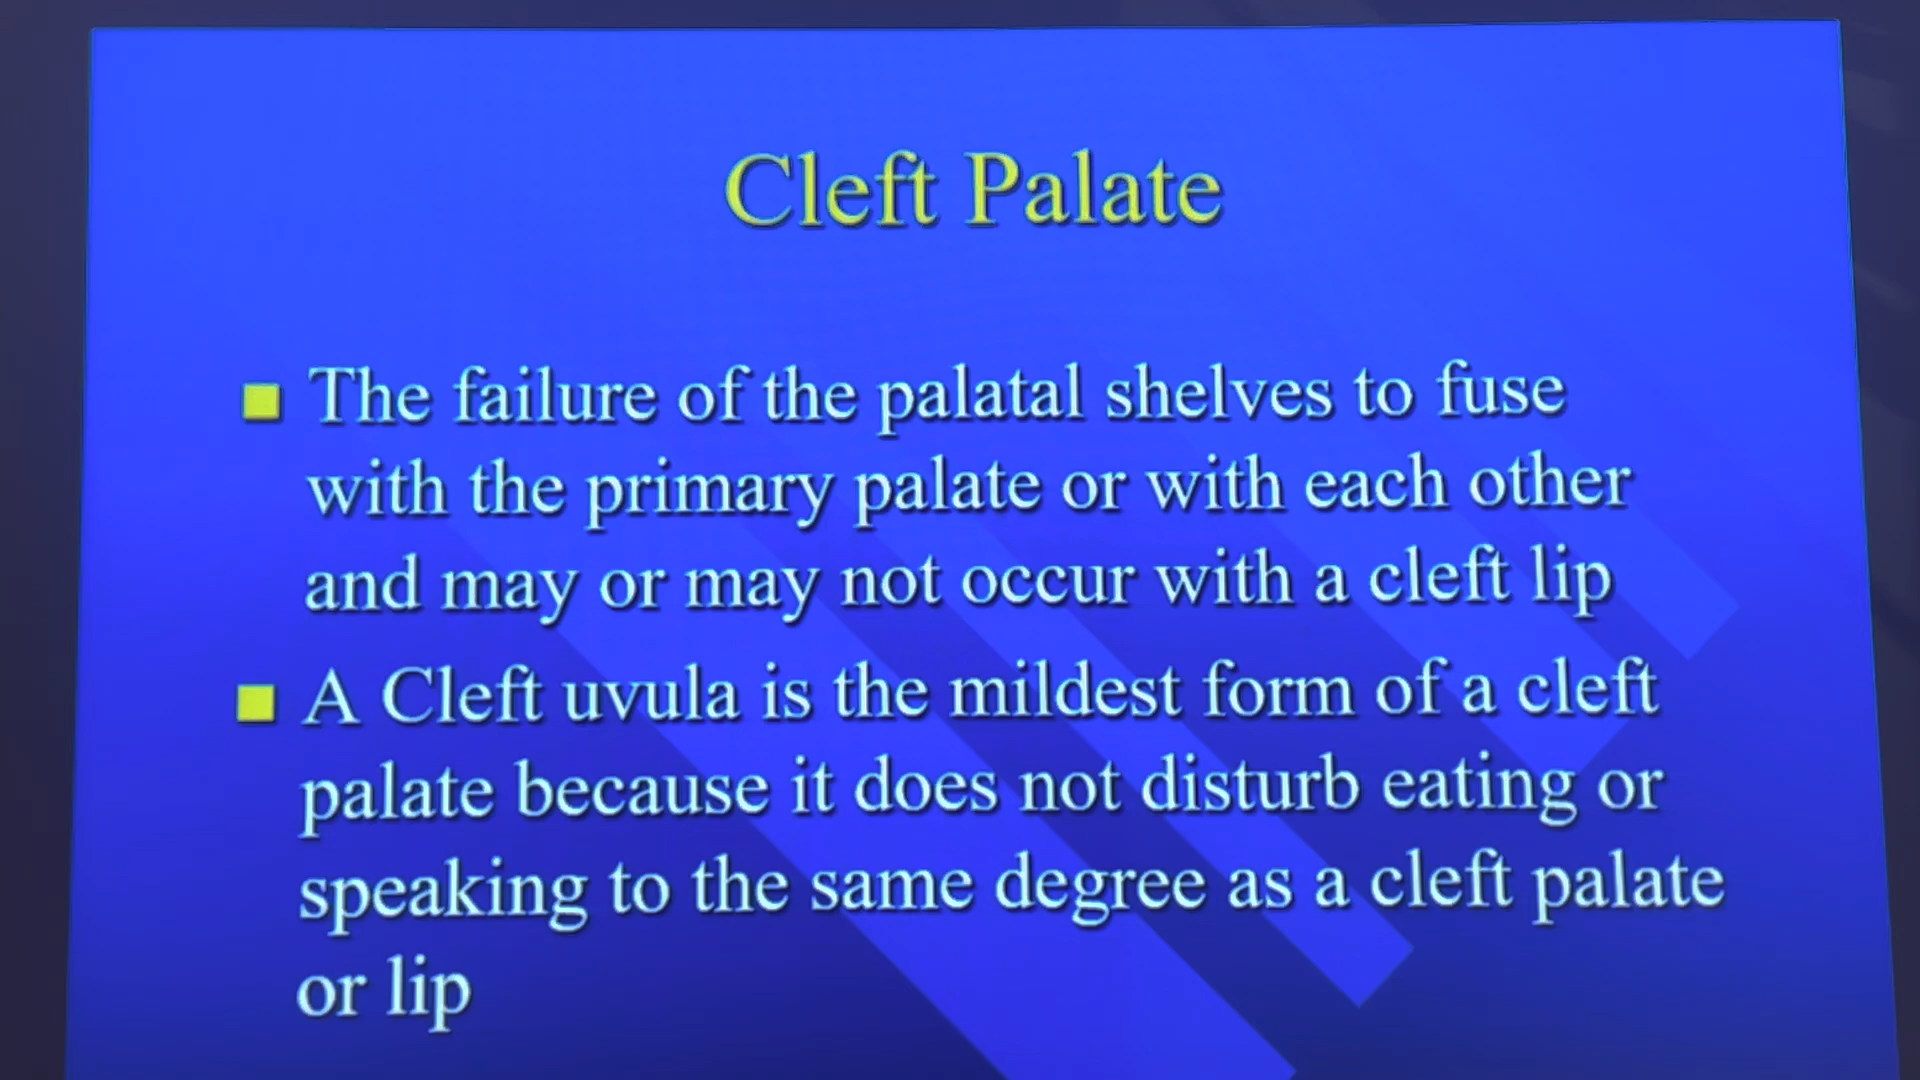 Cleft Palate
The failure of the palatal shelves to fuse
with the primary palate or with each other
and may or may not occur with a cleft lip
A Cleft uvula is the mildest form of a cleft
palate because it does not disturb eating or
speaking to the same degree as a cleft palate
or lip